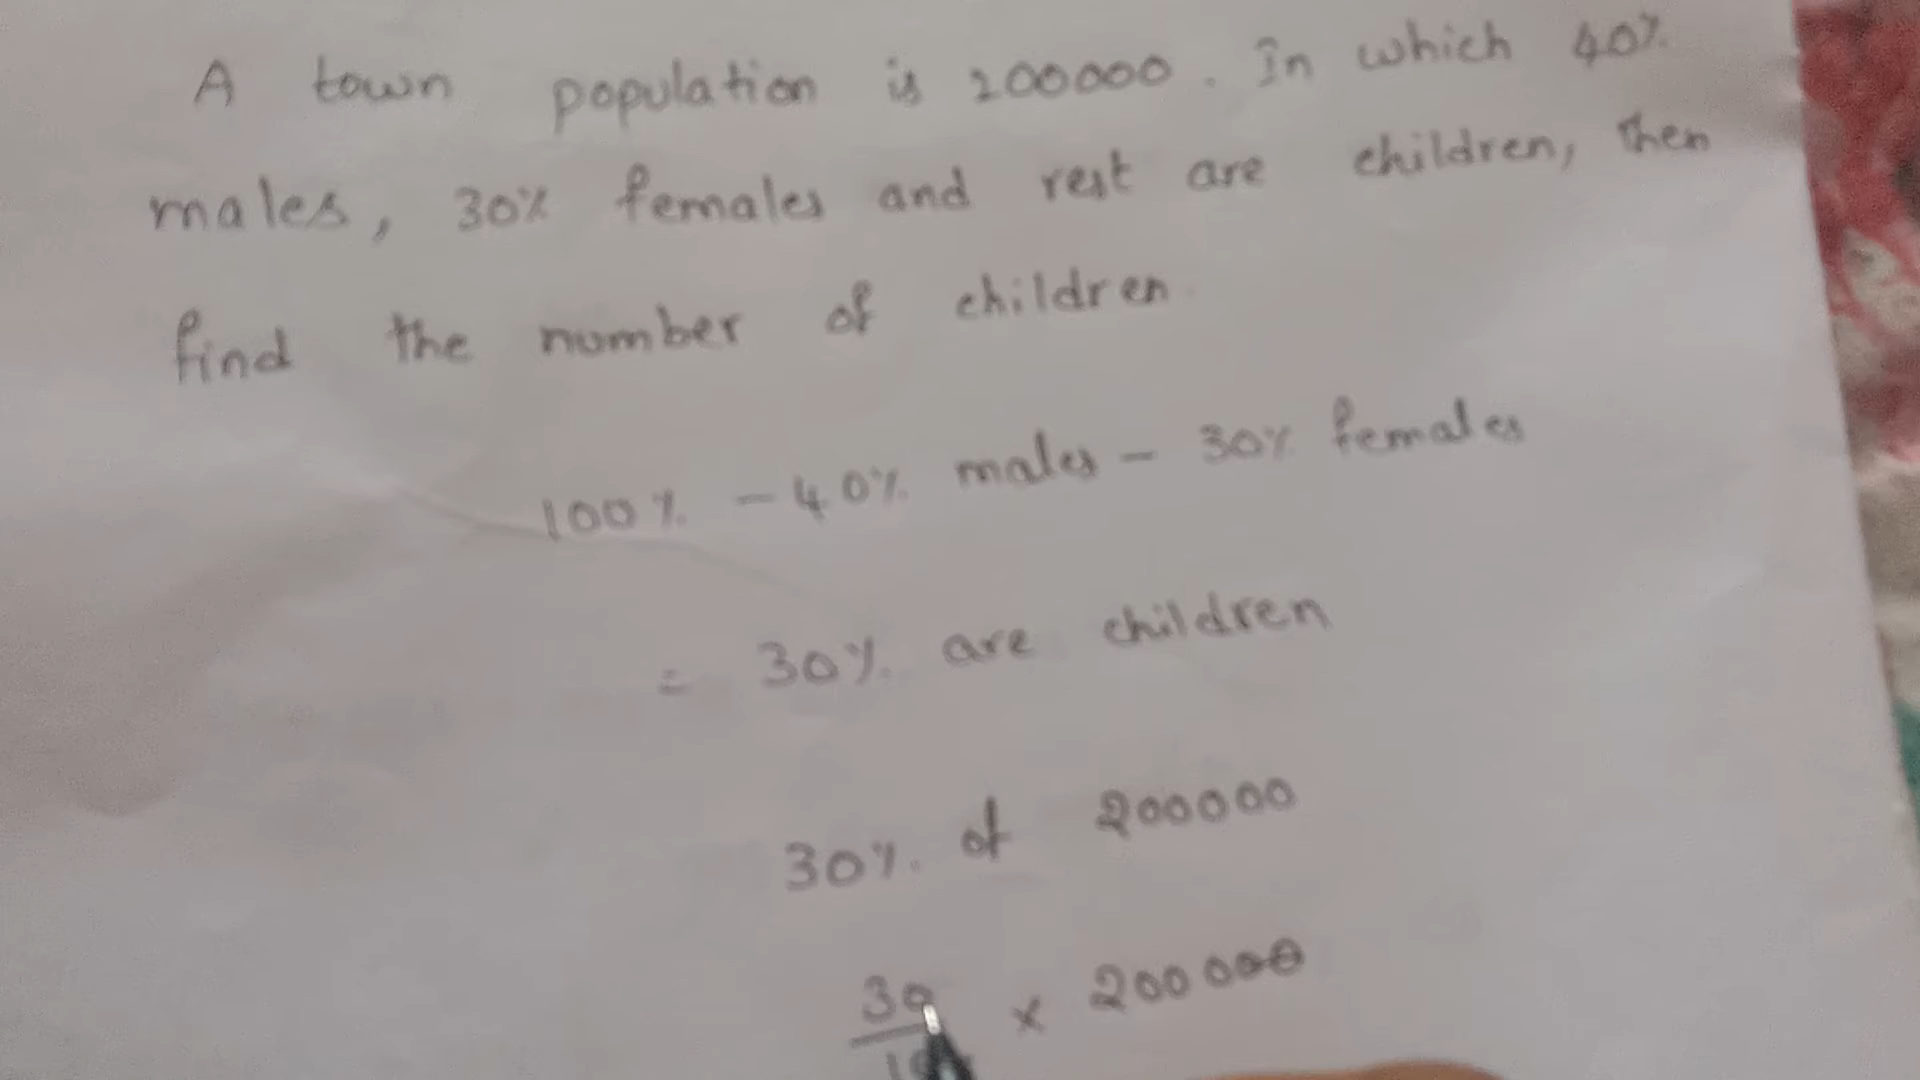 A town population is 200000. In which 40%
males, 30% females and rest are children, then
find the number of children
100% - 40% males - 30% females
= 30% are children
30% of 200000
30 × 200000